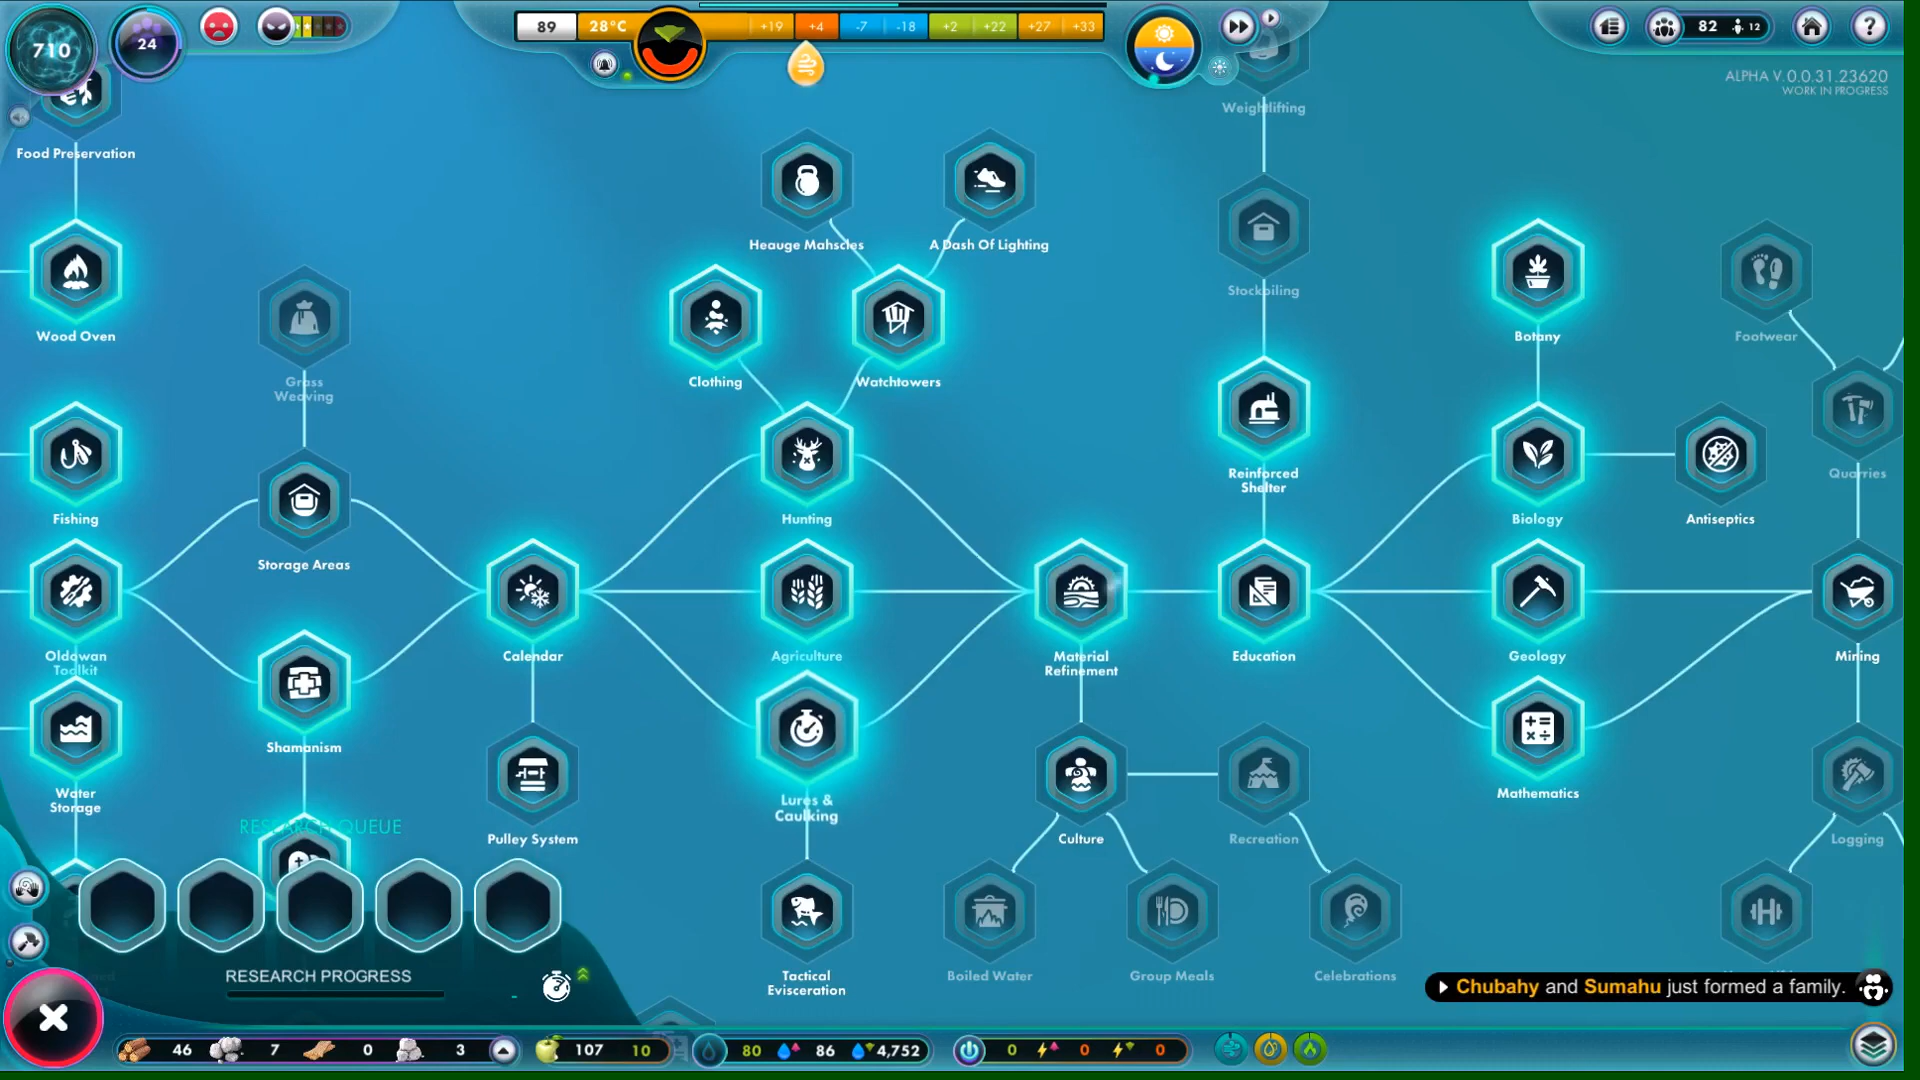 710
24
89
28°C
+19
+4
-7
-18
+2
+22
+27
+33
82
12
ALPHA V.0.0.31.23620
WORK IN PROGRESS
Weightlifting
Food Preservation
Heauge Mahscles
A Dash Of Lighting
Stockpiling
Wood Oven
Botany
Footwear
Grass
Weaving
Clothing
Watchtowers
Reinforced
Shelter
Quarries
Fishing
Hunting
Biology
Antiseptics
Storage Areas
Oldowan
Toolkit
Calendar
Agriculture
Material
Refinement
Education
Geology
Mining
Shamanism
Water
Storage
Lures &
Caulking
Mathematics
RESEARCH QUEUE
Pulley System
Culture
Recreation
Logging
Tactical
Evisceration
Boiled Water
Group Meals
Celebrations
RESEARCH PROGRESS
Chubahy and Sumahu just formed a family.
46
7
0
3
107
10
80
86
4,752
0
0
0